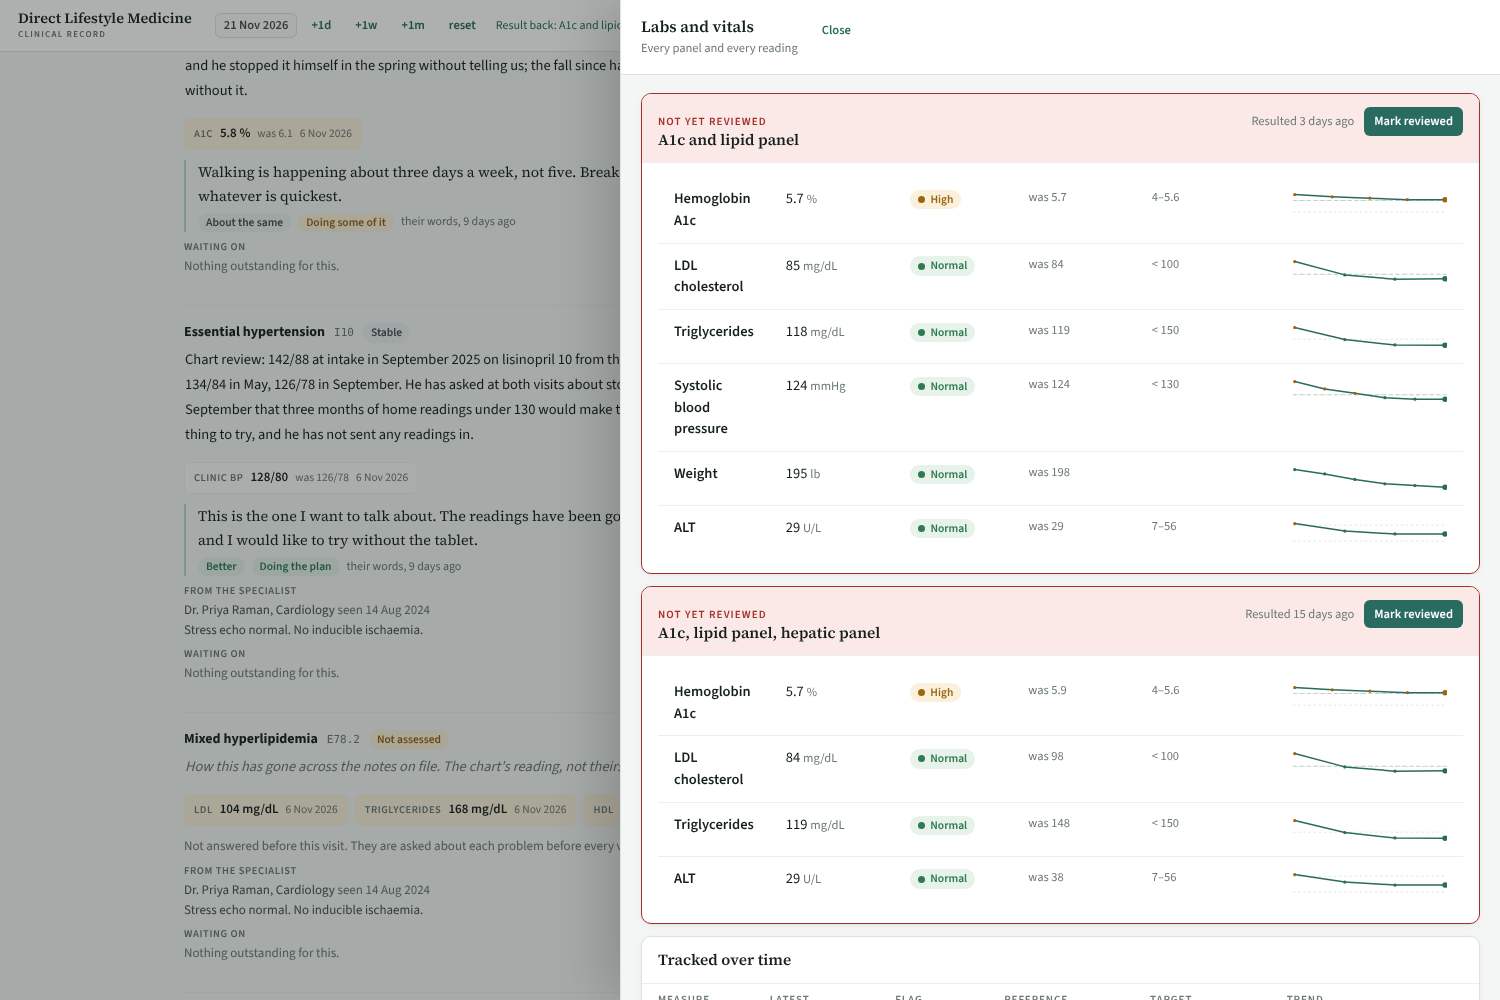 Direct Lifestyle Medicine
CLINICAL RECORD
21 Nov 2026 +1d +1w +1m reset Result back: A1c and
and he stopped it himself in the spring without telling us; the fall since
without it.
A1C 5.8 % was 6.1 6 Nov 2026
Walking is happening about three days a week, not five.
whatever is quickest.
About the same Doing some of it their words, 9 days ago
WAITING ON
Nothing outstanding for this.
Essential hypertension I10 Stable
Chart review: 142/88 at intake in September 2025 on lisinopril 10 from
134/84 in May, 126/78 in September. He has asked at both visits about
September that three months of home readings under 130 would make
thing to try, and he has not sent any readings in.
CLINIC BP 128/80 was 126/78 6 Nov 2026
This is the one I want to talk about. The readings have been
and I would like to try without the tablet.
Better Doing the plan their words, 9 days ago
FROM THE SPECIALIST
Dr. Priya Raman, Cardiology seen 14 Aug 2024
Stress echo normal. No inducible ischaemia.
WAITING ON
Nothing outstanding for this.
Mixed hyperlipidemia E78.2 Not assessed
How this has gone across the notes on file. The chart's reading, not
LDL 104 mg/dL 6 Nov 2026 TRIGLYCERIDES 168 mg/dL 6 Nov 2026 HDL
Not answered before this visit. They are asked about each problem before every
FROM THE SPECIALIST
Dr. Priya Raman, Cardiology seen 14 Aug 2024
Stress echo normal. No inducible ischaemia.
WAITING ON
Nothing outstanding for this.
Labs and vitals
Close
Every panel and every reading
NOT YET REVIEWED
A1c and lipid panel
Resulted 3 days ago Mark reviewed
Hemoglobin A1c 5.7 % High was 5.7 4–5.6
LDL cholesterol 85 mg/dL Normal was 84 < 100
Triglycerides 118 mg/dL Normal was 119 < 150
Systolic blood pressure 124 mmHg Normal was 124 < 130
Weight 195 lb Normal was 198
ALT 29 U/L Normal was 29 7–56
NOT YET REVIEWED
A1c, lipid panel, hepatic panel
Resulted 15 days ago Mark reviewed
Hemoglobin A1c 5.7 % High was 5.9 4–5.6
LDL cholesterol 84 mg/dL Normal was 98 < 100
Triglycerides 119 mg/dL Normal was 148 < 150
ALT 29 U/L Normal was 38 7–56
Tracked over time
MEASURE LATEST FLAG REFERENCE TARGET TREND